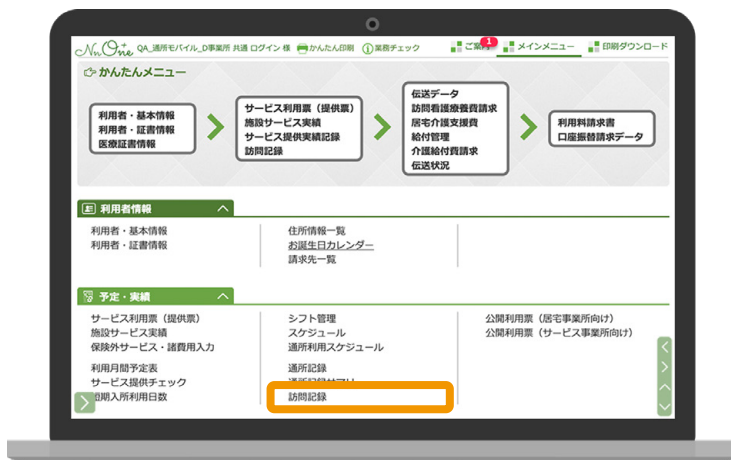 NnOne QA_通所モバイル_D事業所 共通 ログイン 様 かんたん印刷 業務チェック 1 メインメニュー 印刷ダウンロード
かんたんメニュー
利用者・基本情報
利用者・証書情報
医療証書情報
サービス利用票（提供票）
施設サービス実績
サービス提供実績記録
訪問記録
伝送データ
訪問看護療養費請求
居宅介護支援費
給付管理
介護給付費請求
伝送状況
利用料請求書
口座振替請求データ
利用者情報
利用者・基本情報
利用者・証書情報
住所情報一覧
お誕生日カレンダー
請求先一覧
予定・実績
サービス利用票（提供票）
施設サービス実績
保険外サービス・諸費用入力
利用月間予定表
サービス提供チェック
短期入所利用日数
シフト管理
スケジュール
通所利用スケジュール
通所記録
通所記録サマリ
訪問記録
公開利用票（居宅事業所向け）
公開利用票（サービス事業所向け）